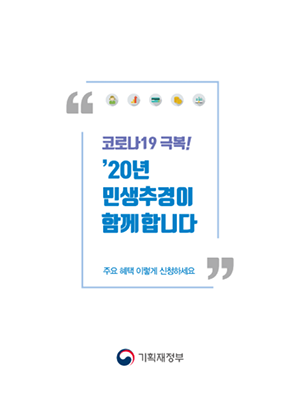 코로나19 극복!
’20년
민생추경이
함께합니다
주요 혜택 이렇게 신청하세요
기획재정부